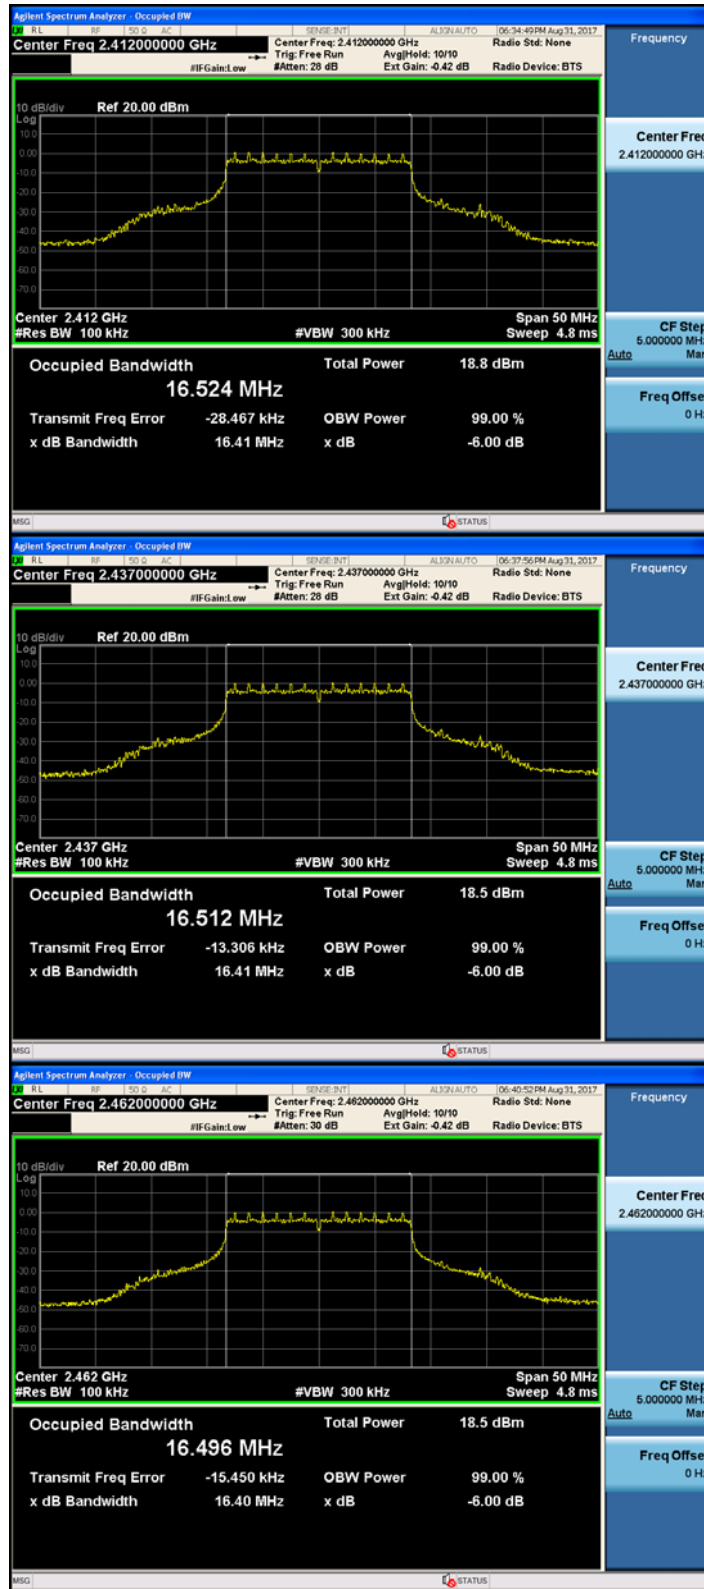 Agilent Spectrum Analyzer - Occupied BW
RL RF 50 Ω AC SENSE:INT ALIGN AUTO 06:34:49 PM Aug 31, 2017
Center Freq 2.412000000 GHz
Center Freq: 2.412000000 GHz
Radio Std: None
Trig: Free Run Avg|Hold: 10/10
#IFGain:Low #Atten: 28 dB Ext Gain: -0.42 dB Radio Device: BTS
Frequency
10 dB/div Ref 20.00 dBm
Log
10.0
0.00
-10.0
-20.0
-30.0
-40.0
-50.0
-60.0
-70.0
Center Freq
2.412000000 GHz
Center 2.412 GHz Span 50 MHz
#Res BW 100 kHz #VBW 300 kHz Sweep 4.8 ms
CF Step
5.000000 MHz
Auto Man
Freq Offset
0 Hz
Occupied Bandwidth Total Power 18.8 dBm
16.524 MHz
Transmit Freq Error -28.467 kHz OBW Power 99.00 %
x dB Bandwidth 16.41 MHz x dB -6.00 dB
MSG STATUS
Agilent Spectrum Analyzer - Occupied BW
RL RF 50 Ω AC SENSE:INT ALIGN AUTO 06:37:56 PM Aug 31, 2017
Center Freq 2.437000000 GHz
Center Freq: 2.437000000 GHz
Radio Std: None
Trig: Free Run Avg|Hold: 10/10
#IFGain:Low #Atten: 28 dB Ext Gain: -0.42 dB Radio Device: BTS
Frequency
10 dB/div Ref 20.00 dBm
Log
10.0
0.00
-10.0
-20.0
-30.0
-40.0
-50.0
-60.0
-70.0
Center Freq
2.437000000 GHz
Center 2.437 GHz Span 50 MHz
#Res BW 100 kHz #VBW 300 kHz Sweep 4.8 ms
CF Step
5.000000 MHz
Auto Man
Freq Offset
0 Hz
Occupied Bandwidth Total Power 18.5 dBm
16.512 MHz
Transmit Freq Error -13.306 kHz OBW Power 99.00 %
x dB Bandwidth 16.41 MHz x dB -6.00 dB
MSG STATUS
Agilent Spectrum Analyzer - Occupied BW
RL RF 50 Ω AC SENSE:INT ALIGN AUTO 06:40:52 PM Aug 31, 2017
Center Freq 2.462000000 GHz
Center Freq: 2.462000000 GHz
Radio Std: None
Trig: Free Run Avg|Hold: 10/10
#IFGain:Low #Atten: 30 dB Ext Gain: -0.42 dB Radio Device: BTS
Frequency
10 dB/div Ref 20.00 dBm
Log
10.0
0.00
-10.0
-20.0
-30.0
-40.0
-50.0
-60.0
-70.0
Center Freq
2.462000000 GHz
Center 2.462 GHz Span 50 MHz
#Res BW 100 kHz #VBW 300 kHz Sweep 4.8 ms
CF Step
5.000000 MHz
Auto Man
Freq Offset
0 Hz
Occupied Bandwidth Total Power 18.5 dBm
16.496 MHz
Transmit Freq Error -15.450 kHz OBW Power 99.00 %
x dB Bandwidth 16.40 MHz x dB -6.00 dB
MSG STATUS